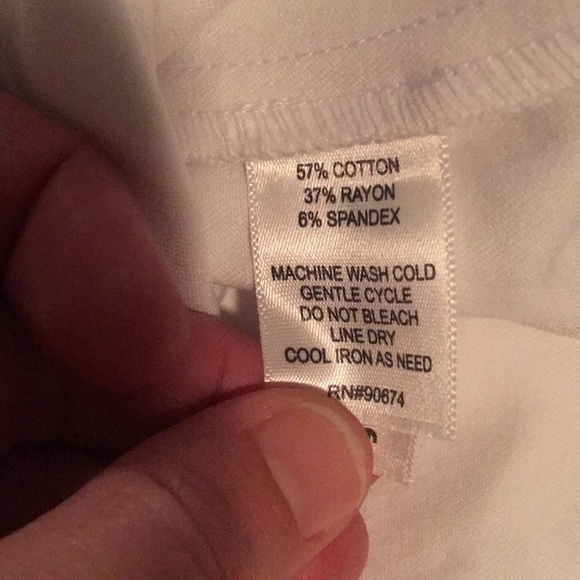 57% COTTON
37% RAYON
6% SPANDEX
MACHINE WASH COLD
GENTLE CYCLE
DO NOT BLEACH
LINE DRY
COOL IRON AS NEED
RN#90674